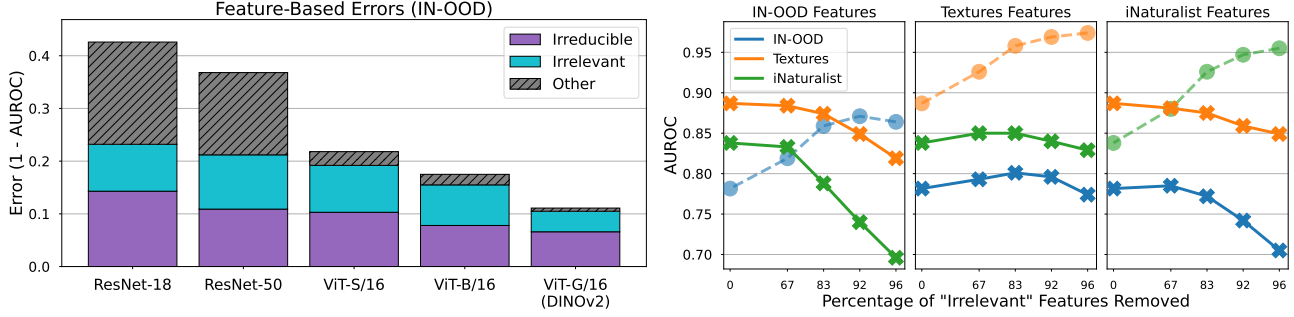 Feature-Based Errors (IN-OOD)
Error (1 - AUROC)
0.4
0.3
0.2
0.1
0.0
Irreducible
Irrelevant
Other
ResNet-18
ResNet-50
ViT-S/16
ViT-B/16
ViT-G/16
(DINOv2)
IN-OOD Features
Textures Features
iNaturalist Features
AUROC
0.95
0.90
0.85
0.80
0.75
0.70
IN-OOD
Textures
iNaturalist
0 67 83 92 96
0 67 83 92 96
0 67 83 92 96
Percentage of "Irrelevant" Features Removed